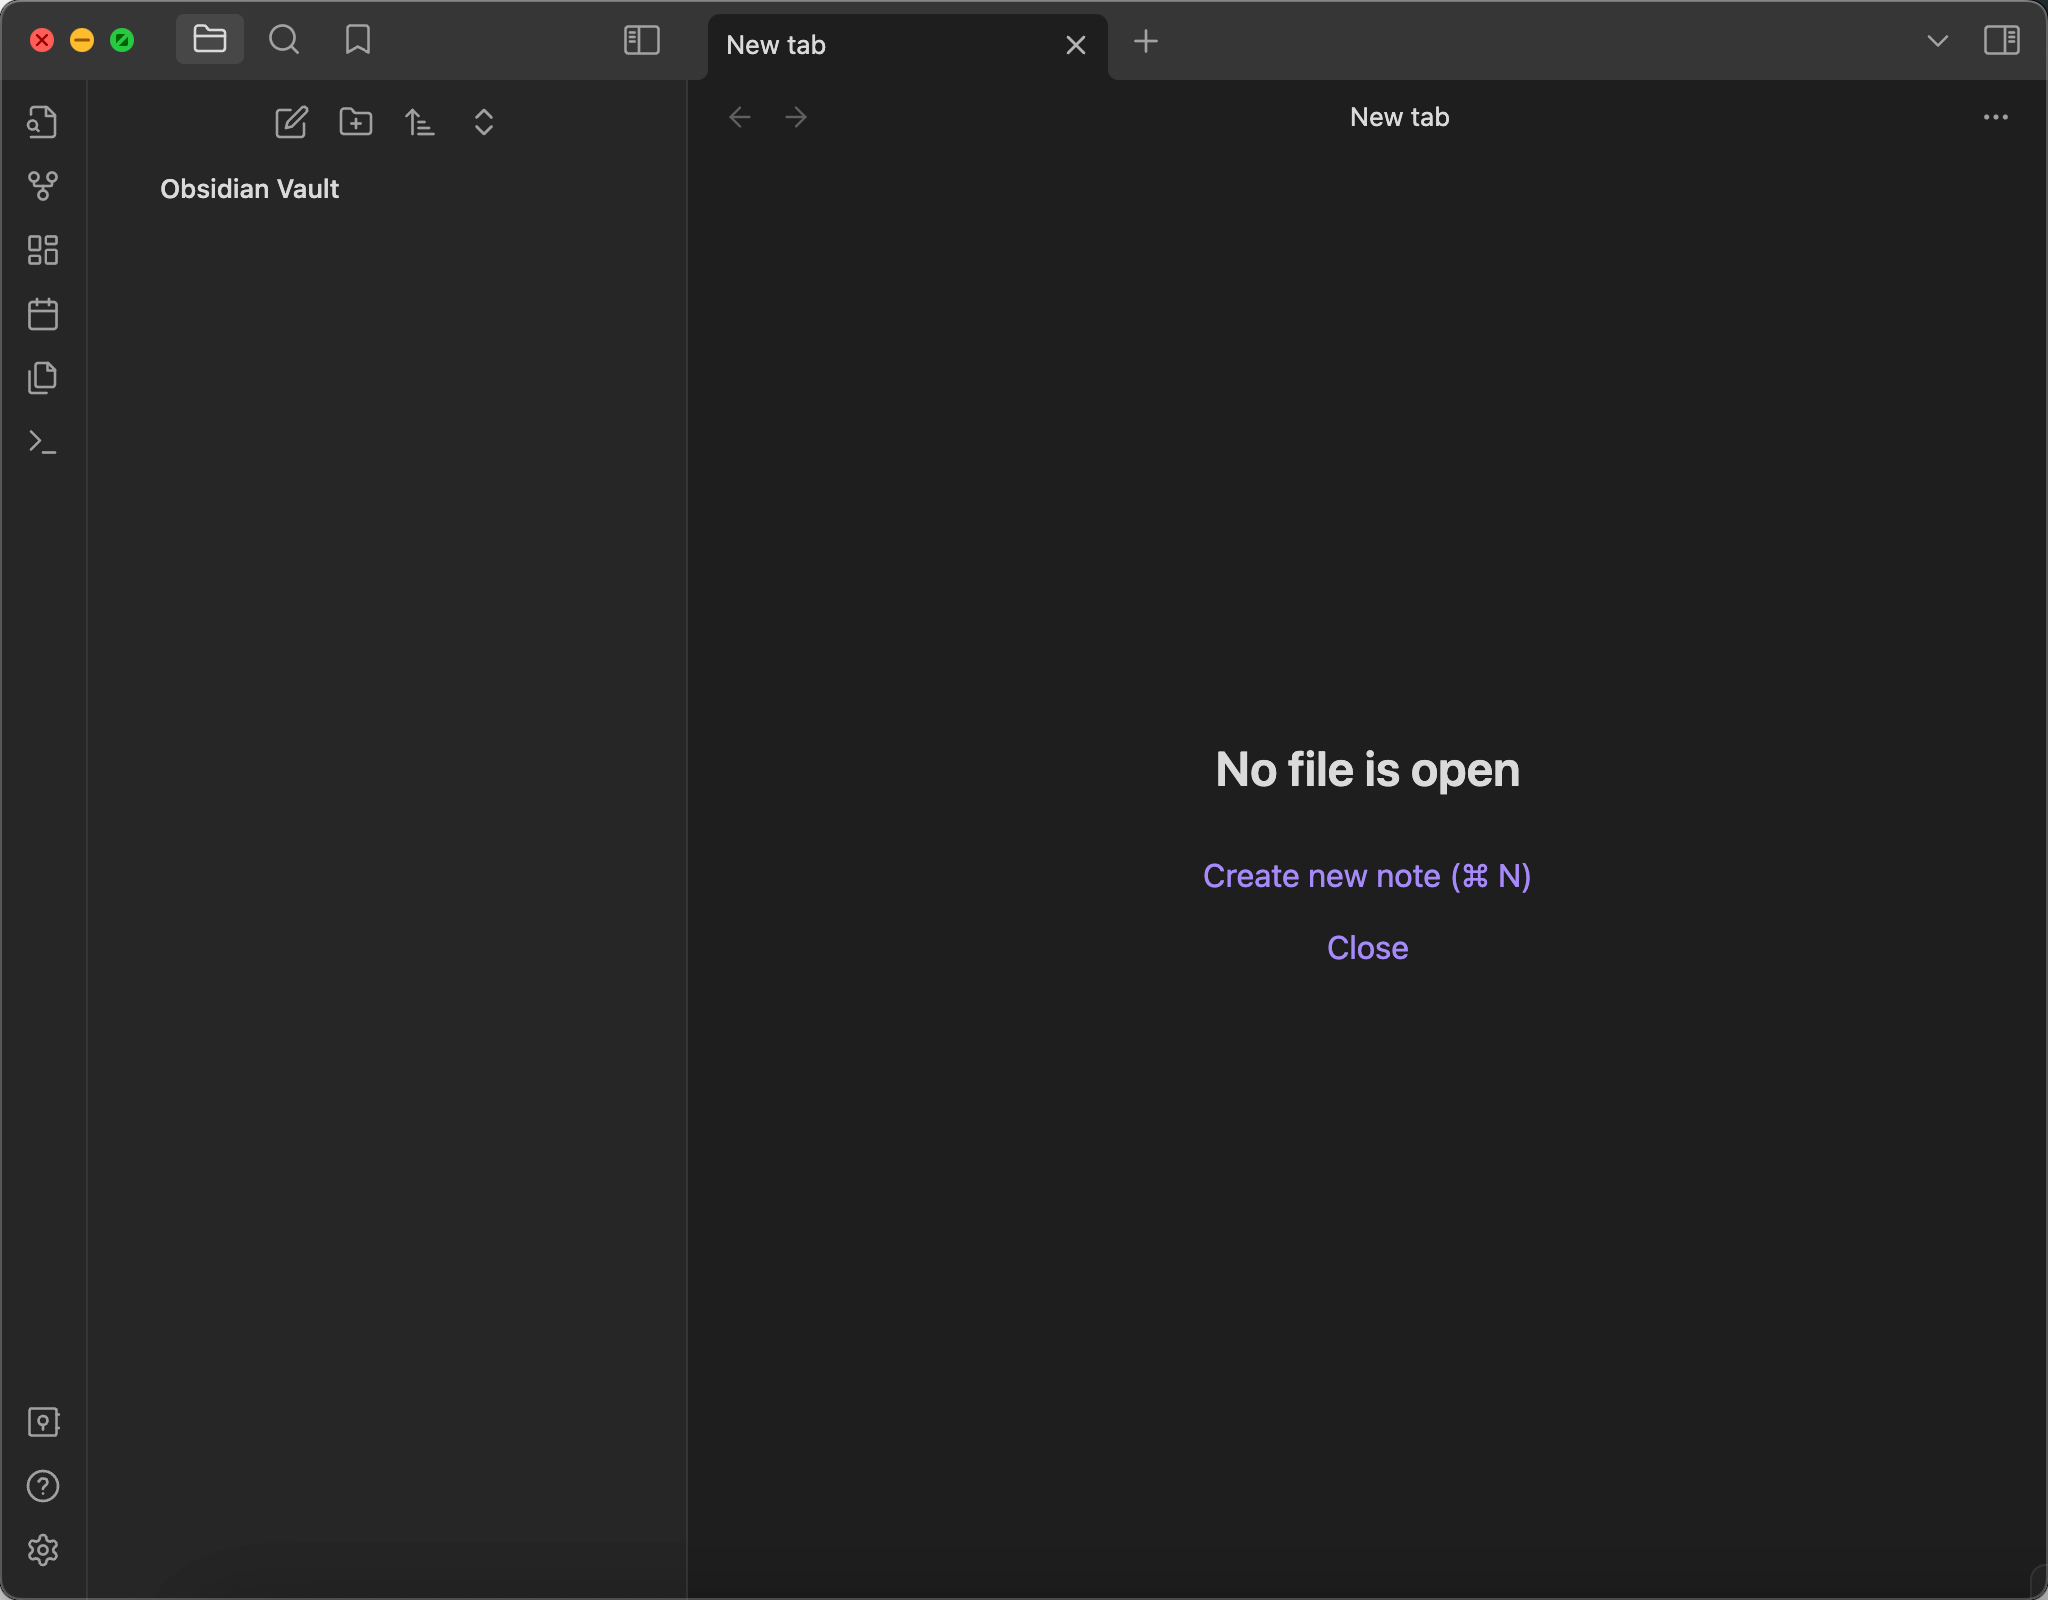 New tab
New tab
Obsidian Vault
No file is open
Create new note (⌘ N)
Close